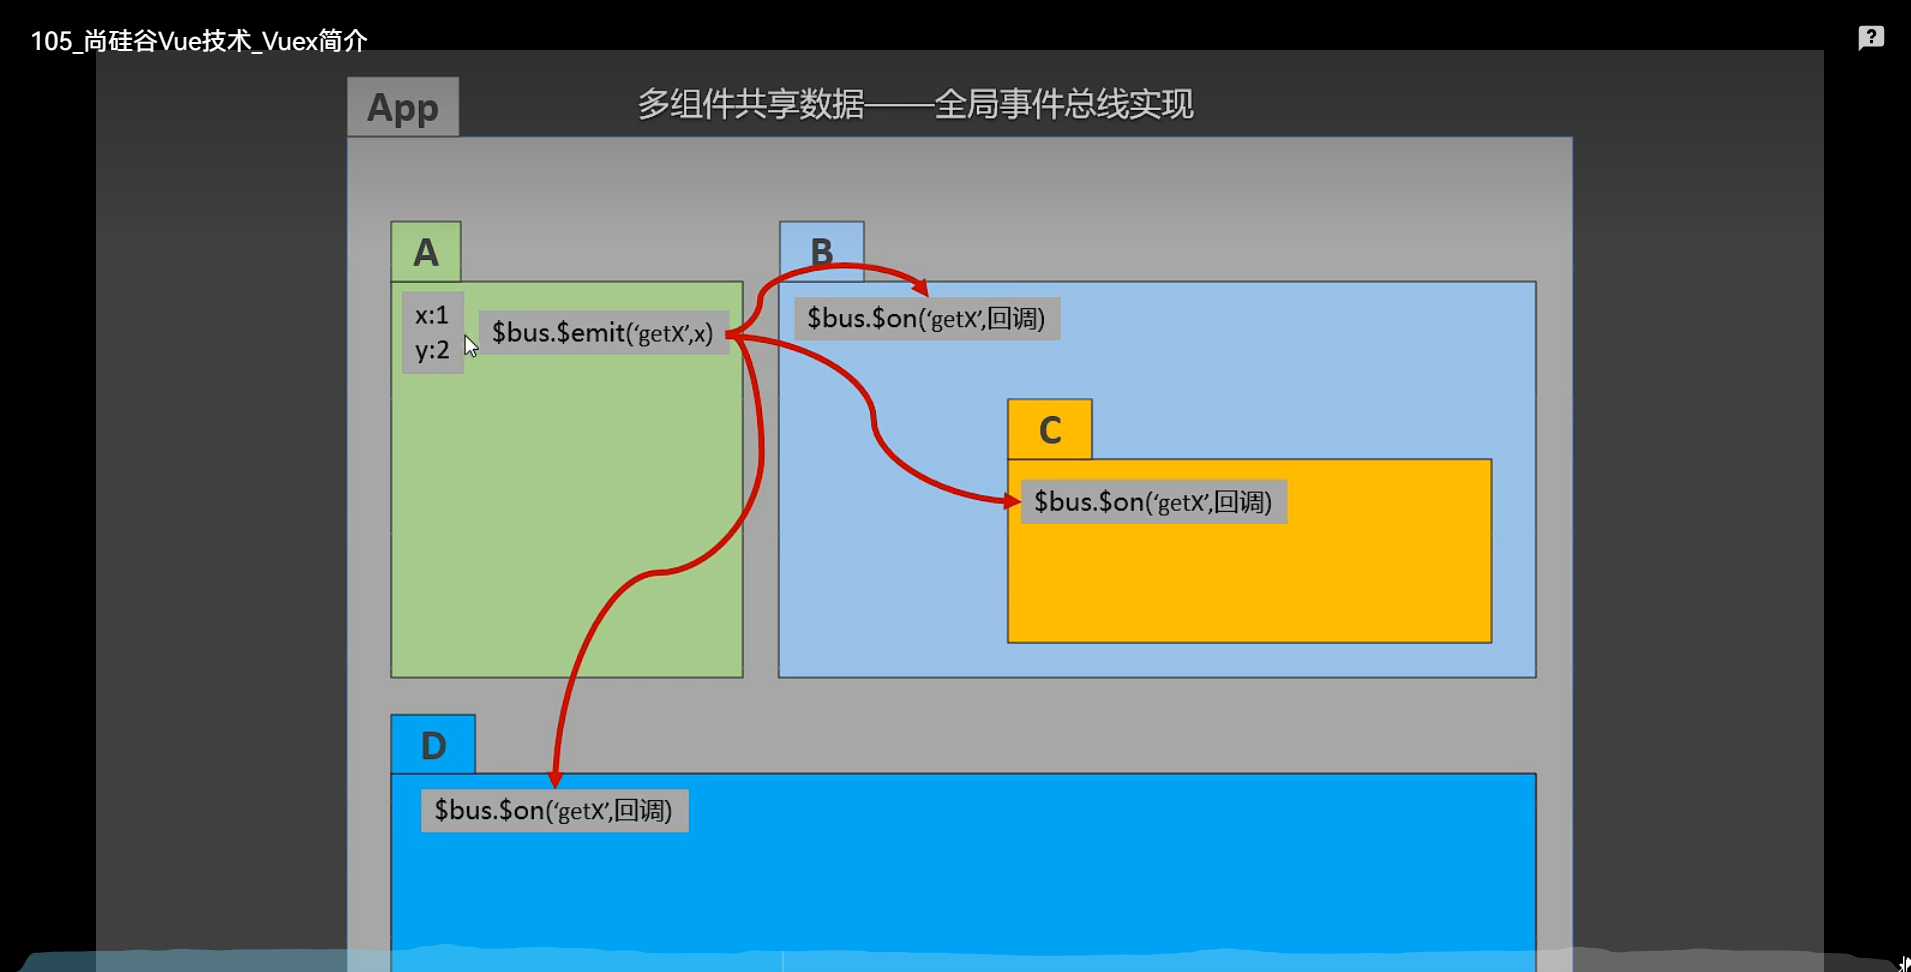 105_尚硅谷Vue技术_Vuex简介
App
多组件共享数据——全局事件总线实现
A
x:1
y:2
$bus.$emit(‘getX’,x)
B
$bus.$on(‘getX’,回调)
C
$bus.$on(‘getX’,回调)
D
$bus.$on(‘getX’,回调)